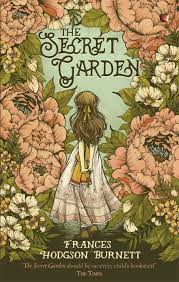 THE
SECRET
GARDEN
FRANCES
HODGSON BURNETT
The Secret Garden should be on every child's bookshelf
THE TIMES